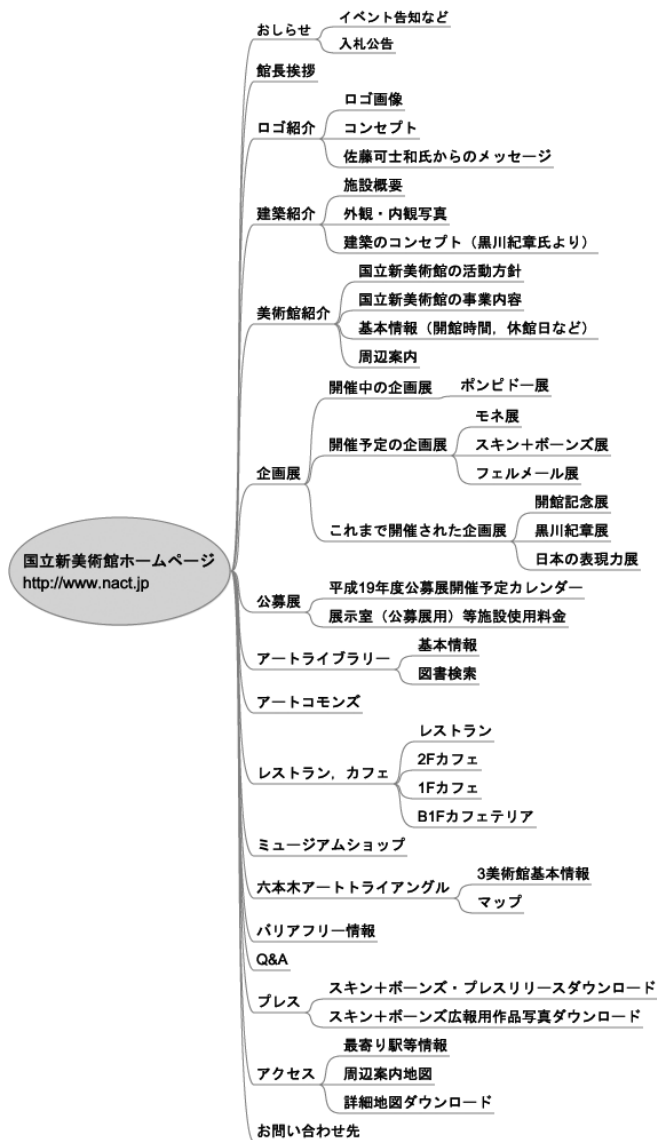 おしらせ
イベント告知など
入札公告
館長挨拶
ロゴ紹介
ロゴ画像
コンセプト
佐藤可士和氏からのメッセージ
建築紹介
施設概要
外観・内観写真
建築のコンセプト（黒川紀章氏より）
美術館紹介
国立新美術館の活動方針
国立新美術館の事業内容
基本情報（開館時間，休館日など）
周辺案内
企画展
開催中の企画展
ポンピドー展
開催予定の企画展
モネ展
スキン＋ボーンズ展
フェルメール展
これまで開催された企画展
開館記念展
黒川紀章展
日本の表現力展
国立新美術館ホームページ
http://www.nact.jp
公募展
平成19年度公募展開催予定カレンダー
展示室（公募展用）等施設使用料金
アートライブラリー
基本情報
図書検索
アートコモンズ
レストラン，カフェ
レストラン
2Fカフェ
1Fカフェ
B1Fカフェテリア
ミュージアムショップ
六本木アートトライアングル
3美術館基本情報
マップ
バリアフリー情報
Q&A
プレス
スキン＋ボーンズ・プレスリリースダウンロード
スキン＋ボーンズ広報用作品写真ダウンロード
アクセス
最寄り駅等情報
周辺案内地図
詳細地図ダウンロード
お問い合わせ先